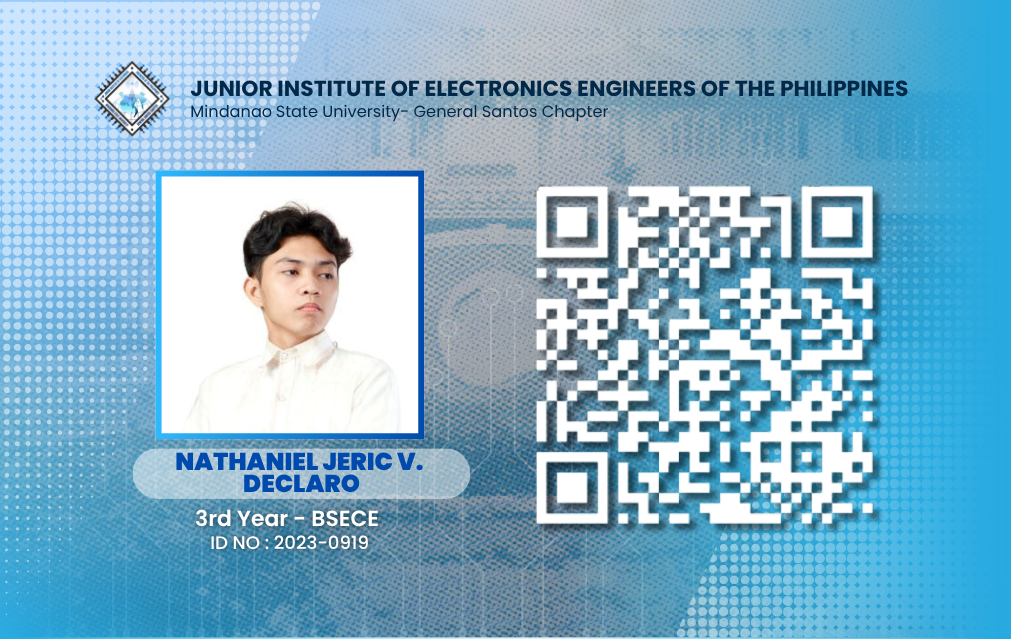 JUNIOR INSTITUTE OF ELECTRONICS ENGINEERS OF THE PHILIPPINES
Mindanao State University- General Santos Chapter
NATHANIEL JERIC V.
DECLARO
3rd Year - BSECE
ID NO : 2023-0919